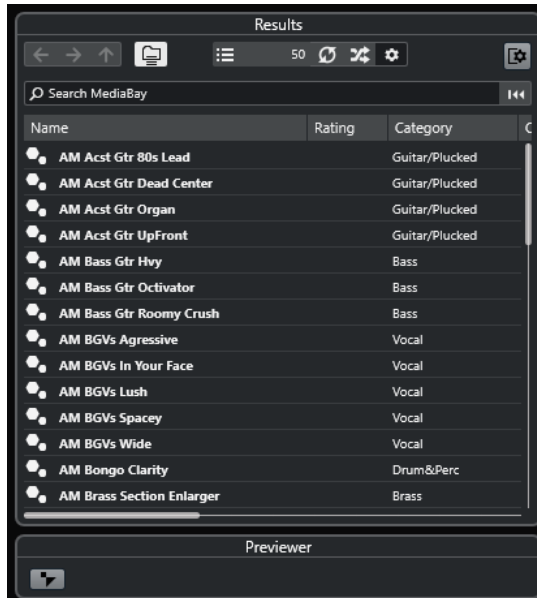 Results
50
Search MediaBay
Name Rating Category
AM Acst Gtr 80s Lead Guitar/Plucked
AM Acst Gtr Dead Center Guitar/Plucked
AM Acst Gtr Organ Guitar/Plucked
AM Acst Gtr UpFront Guitar/Plucked
AM Bass Gtr Hvy Bass
AM Bass Gtr Octivator Bass
AM Bass Gtr Roomy Crush Bass
AM BGVs Agressive Vocal
AM BGVs In Your Face Vocal
AM BGVs Lush Vocal
AM BGVs Spacey Vocal
AM BGVs Wide Vocal
AM Bongo Clarity Drum&Perc
AM Brass Section Enlarger Brass
Previewer